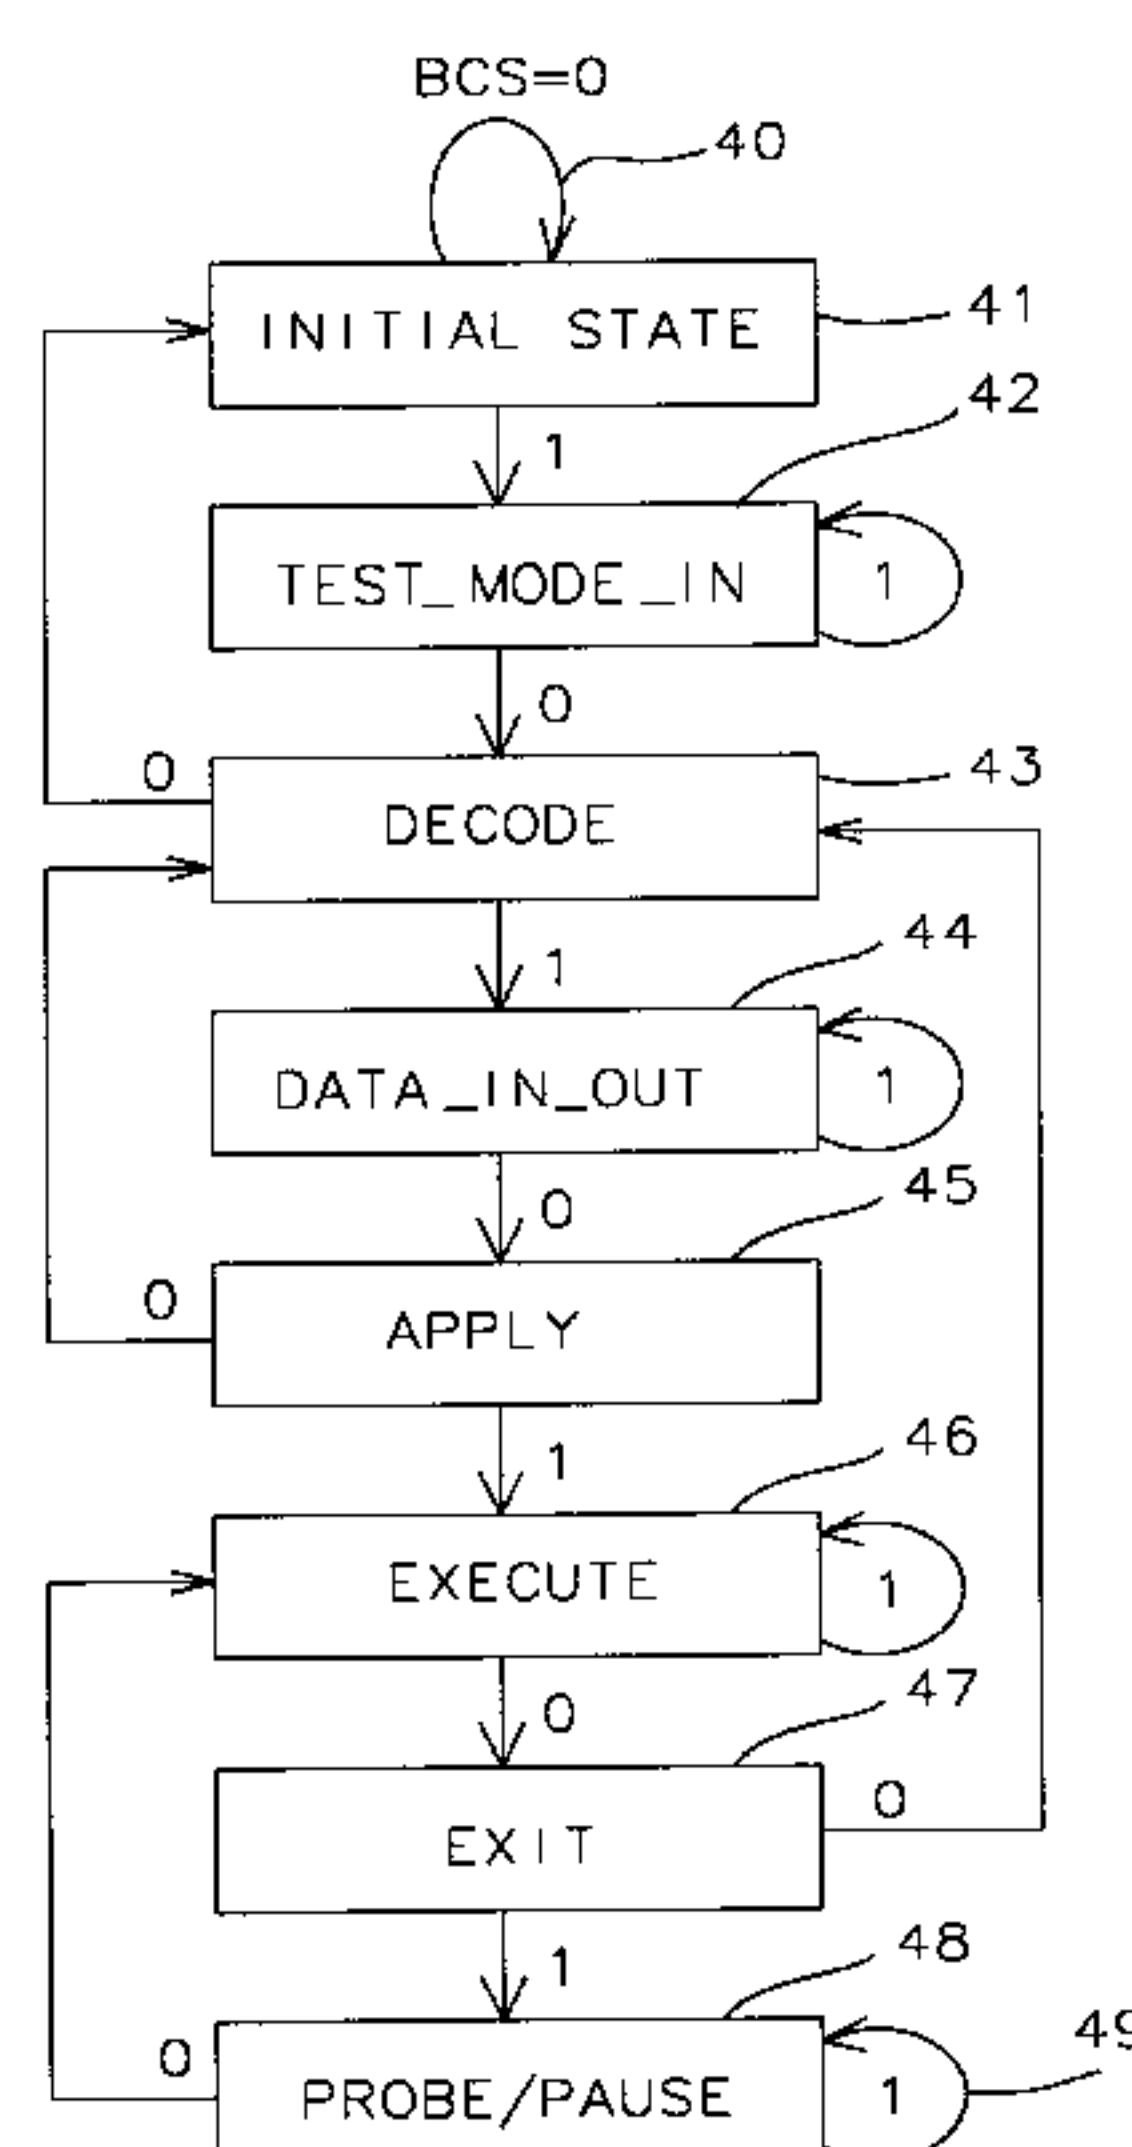 BCS=0
40
INITIAL STATE
41
1
42
TEST_MODE_IN
1
0
43
0
DECODE
1
44
DATA_IN_OUT
1
0
45
0
APPLY
1
46
EXECUTE
1
0
47
0
EXIT
1
48
49
0
PROBE/PAUSE
1